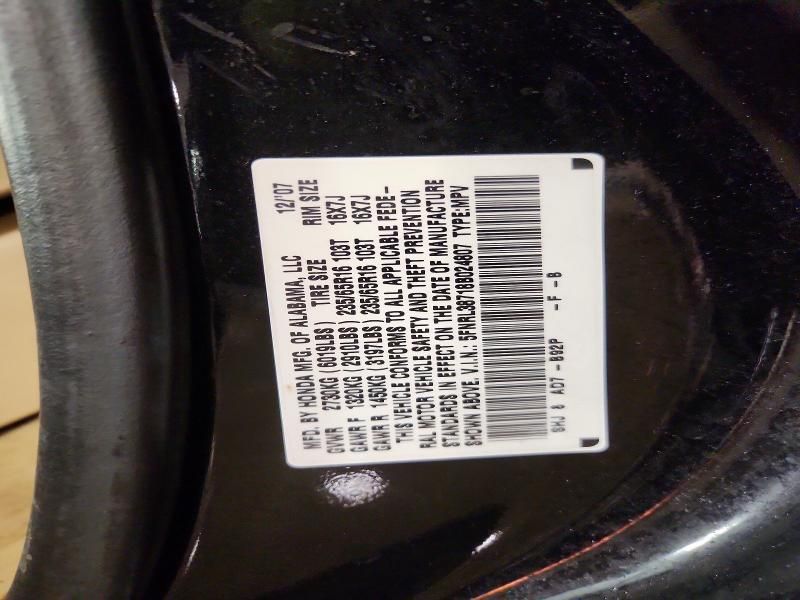 MFD. BY HONDA MFG. OF ALABAMA, LLC 12/'07
GVWR 2730KG (6019LBS) TIRE SIZE RIM SIZE
GAWR F 1320KG (2910LBS) 235/65R16 103T 16X7J
GAWR R 1450KG (3197LBS) 235/65R16 103T 16X7J
THIS VEHICLE CONFORMS TO ALL APPLICABLE FEDE-
RAL MOTOR VEHICLE SAFETY AND THEFT PREVENTION
STANDARDS IN EFFECT ON THE DATE OF MANUFACTURE
SHOWN ABOVE. V.I.N.: 5FNRL38718B024607 TYPE:MPV
SHJ 8 A07-B92P -F-B